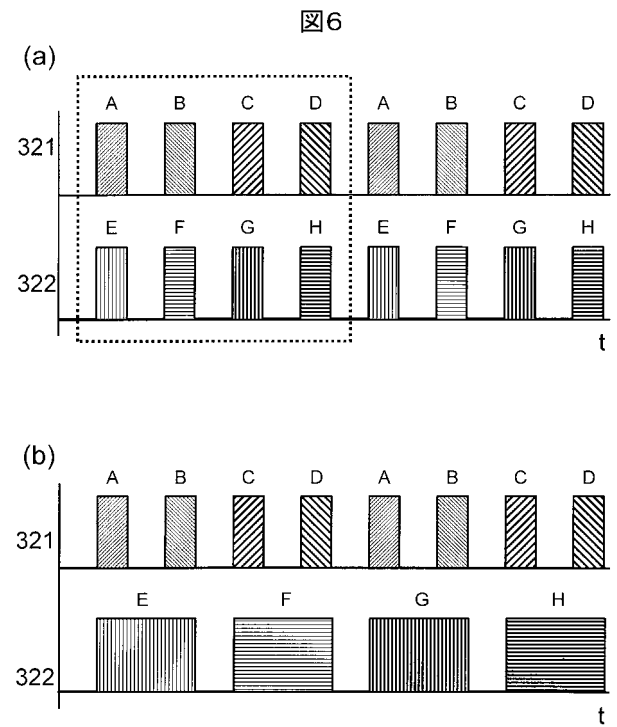 図6
(a)
A B C D A B C D
321
E F G H E F G H
322
t
(b)
A B C D A B C D
321
E F G H
322
t